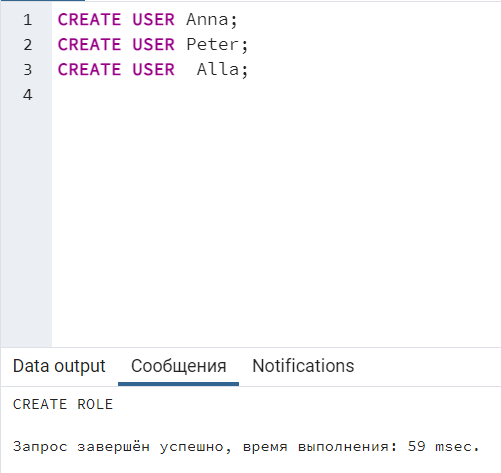 1 CREATE USER Anna;
2 CREATE USER Peter;
3 CREATE USER  Alla;
4
Data output Сообщения Notifications
CREATE ROLE
Запрос завершён успешно, время выполнения: 59 msec.